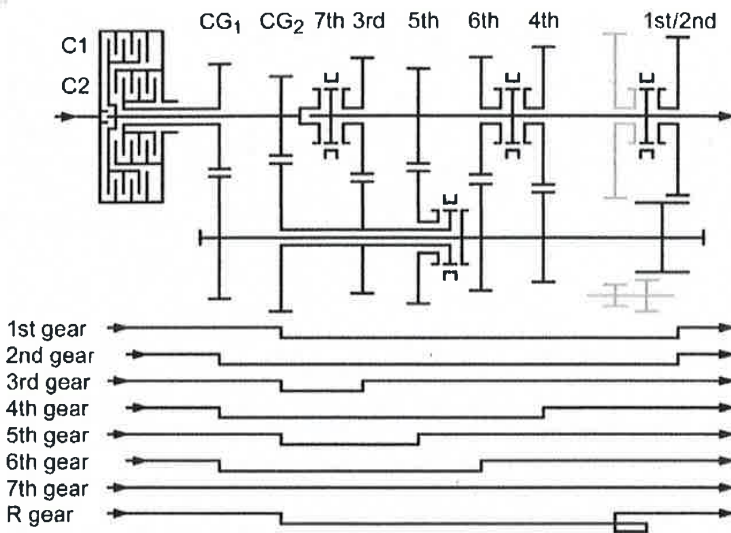 CG1 CG2 7th 3rd 5th 6th 4th 1st/2nd
C1
C2
1st gear
2nd gear
3rd gear
4th gear
5th gear
6th gear
7th gear
R gear